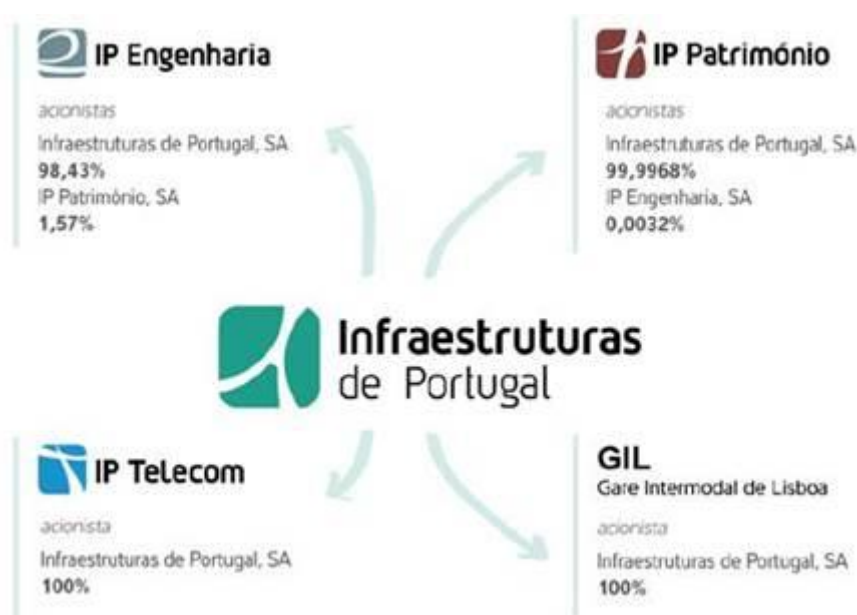 IP Engenharia
acionistas
Infraestruturas de Portugal, SA
98,43%
IP Património, SA
1,57%
IP Património
acionistas
Infraestruturas de Portugal, SA
99,9968%
IP Engenharia, SA
0,0032%
Infraestruturas
de Portugal
IP Telecom
acionista
Infraestruturas de Portugal, SA
100%
GIL
Gare Intermodal de Lisboa
acionista
Infraestruturas de Portugal, SA
100%